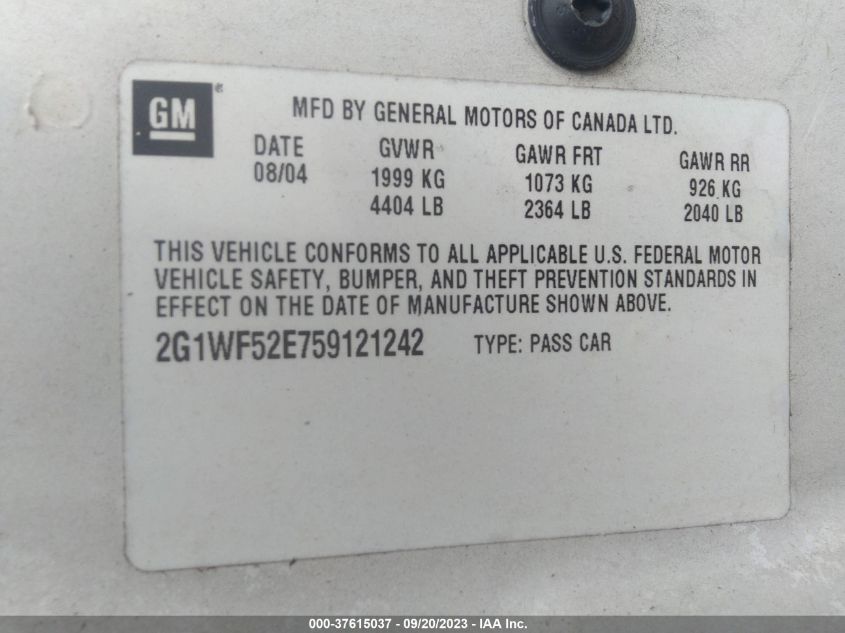 GM®
MFD BY GENERAL MOTORS OF CANADA LTD.
DATE GVWR GAWR FRT GAWR RR
08/04 1999 KG 1073 KG 926 KG
4404 LB 2364 LB 2040 LB
THIS VEHICLE CONFORMS TO ALL APPLICABLE U.S. FEDERAL MOTOR
VEHICLE SAFETY, BUMPER, AND THEFT PREVENTION STANDARDS IN
EFFECT ON THE DATE OF MANUFACTURE SHOWN ABOVE.
2G1WF52E759121242 TYPE: PASS CAR
000-37615037 - 09/20/2023 - IAA Inc.